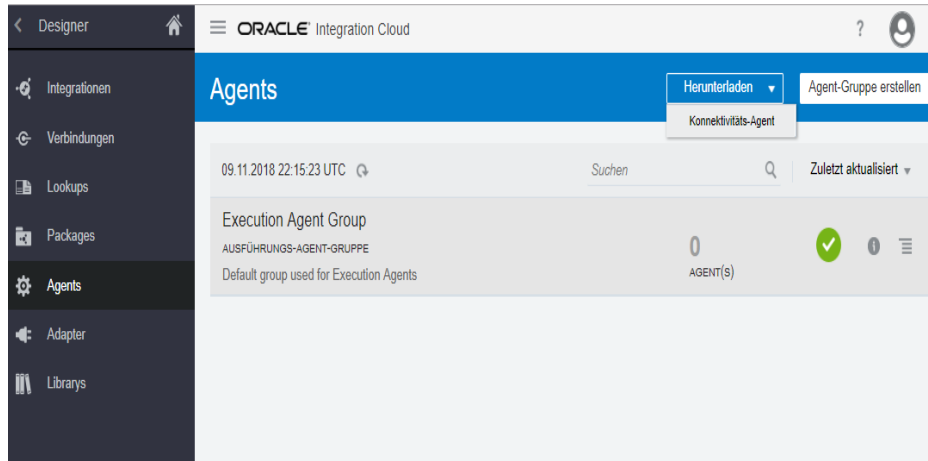 Designer
ORACLE Integration Cloud
?
Integrationen
Verbindungen
Lookups
Packages
Agents
Adapter
Librarys
Agents
Herunterladen
Agent-Gruppe erstellen
Konnektivitäts-Agent
09.11.2018 22:15:23 UTC
Suchen
Zuletzt aktualisiert
Execution Agent Group
AUSFÜHRUNGS-AGENT-GRUPPE
Default group used for Execution Agents
0
AGENT(S)